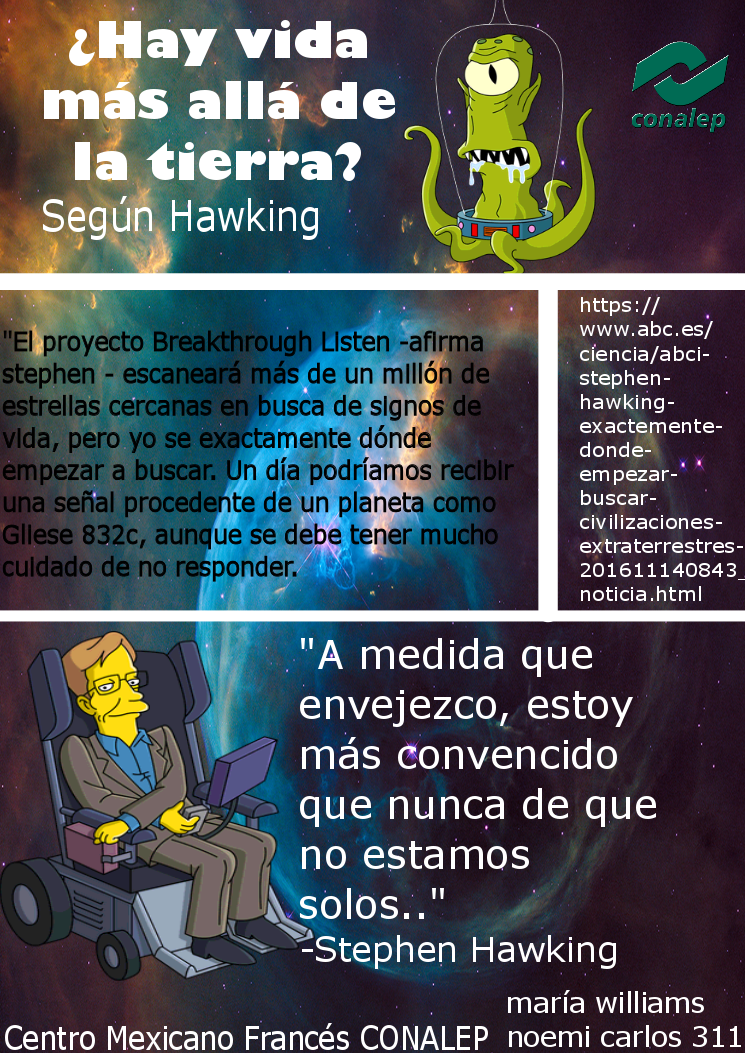 ¿Hay vida
más allá de
la tierra?
Según Hawking
conalep
"El proyecto Breakthrough Listen -afirma
stephen - escaneará más de un millón de
estrellas cercanas en busca de signos de
vida, pero yo se exactamente dónde
empezar a buscar. Un día podríamos recibir
una señal procedente de un planeta como
Gliese 832c, aunque se debe tener mucho
cuidado de no responder.
https://
www.abc.es/
ciencia/abci-
stephen-
hawking-
exactemente-
donde-
empezar-
buscar-
civilizaciones-
extraterrestres-
201611140843_
noticia.html
"A medida que
envejezco, estoy
más convencido
que nunca de que
no estamos
solos.."
-Stephen Hawking
maría williams
Centro Mexicano Francés CONALEP noemi carlos 311